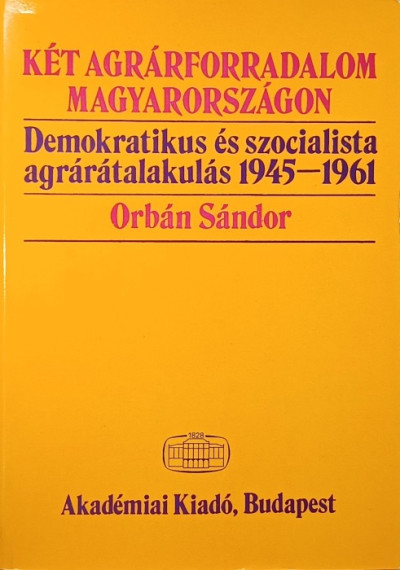 KÉT AGRÁRFORRADALOM
MAGYARORSZÁGON
Demokratikus és szocialista
agrárátalakulás 1945—1961
Orbán Sándor
1828
Akadémiai Kiadó, Budapest